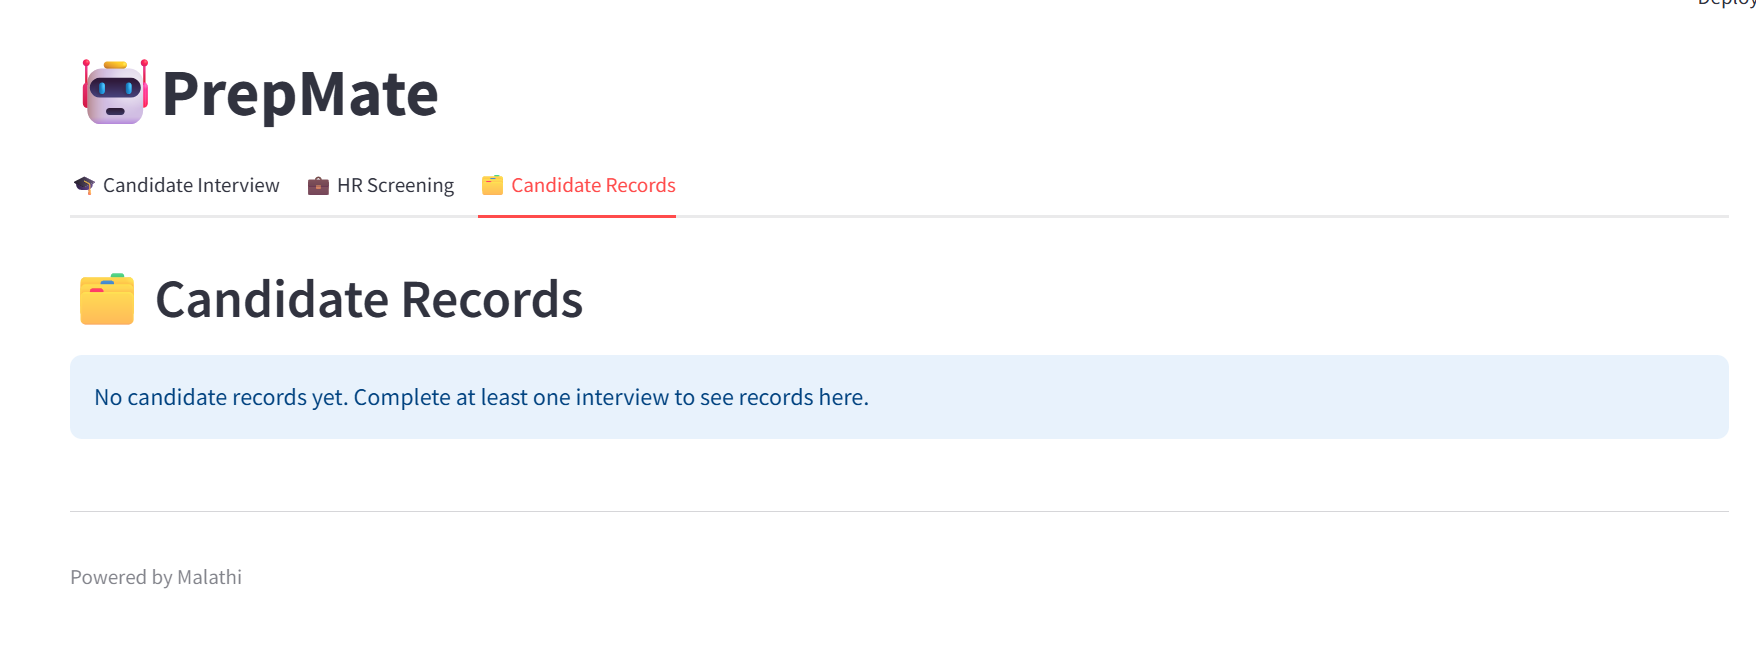 PrepMate
Candidate Interview HR Screening Candidate Records
Candidate Records
No candidate records yet. Complete at least one interview to see records here.
Powered by Malathi